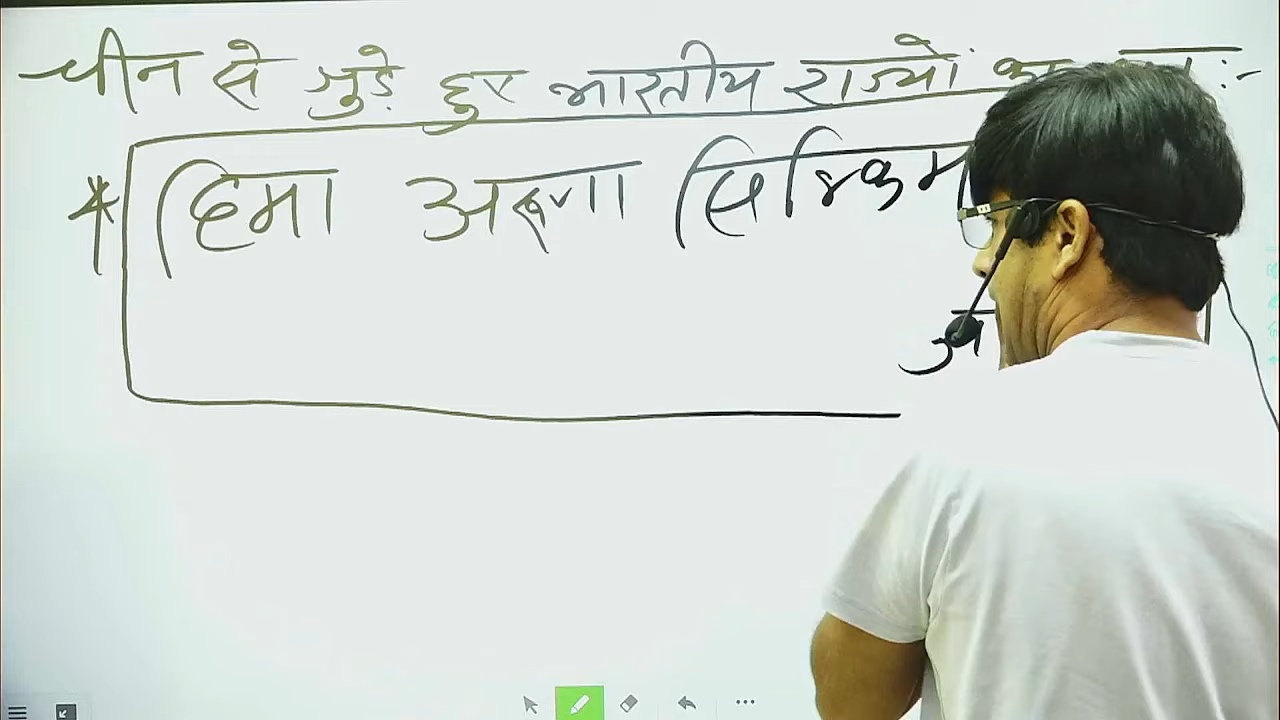 चीन से जुड़े हुए भारतीय राज्यों का
* हिमा अरूणा सिक्किम